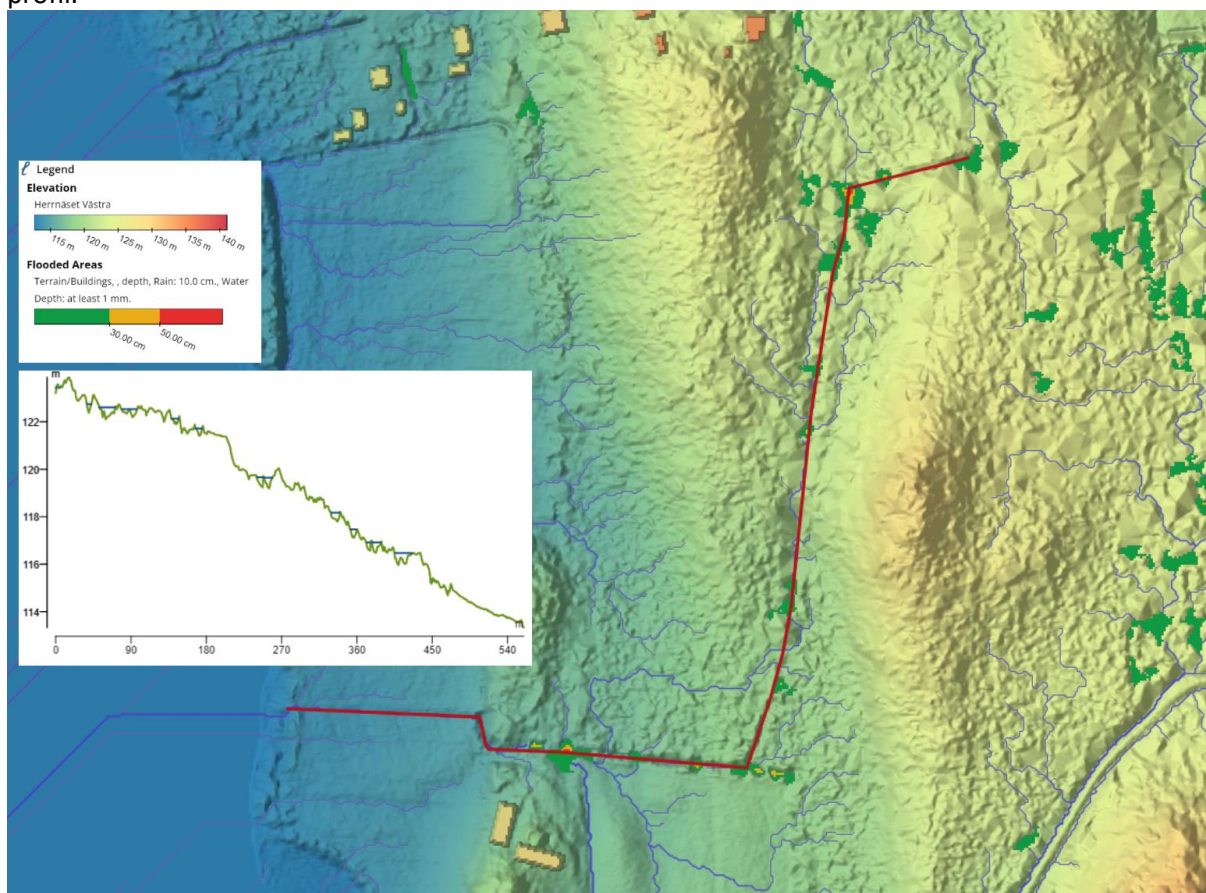 profil.
Legend
Elevation
Herrnäset Västra
115 m 120 m 125 m 130 m 135 m 140 m
Flooded Areas
Terrain/Buildings, , depth, Rain: 10.0 cm., Water
Depth: at least 1 mm.
30.00 cm 50.00 cm
m
122
120
118
116
114
m
0 90 180 270 360 450 540